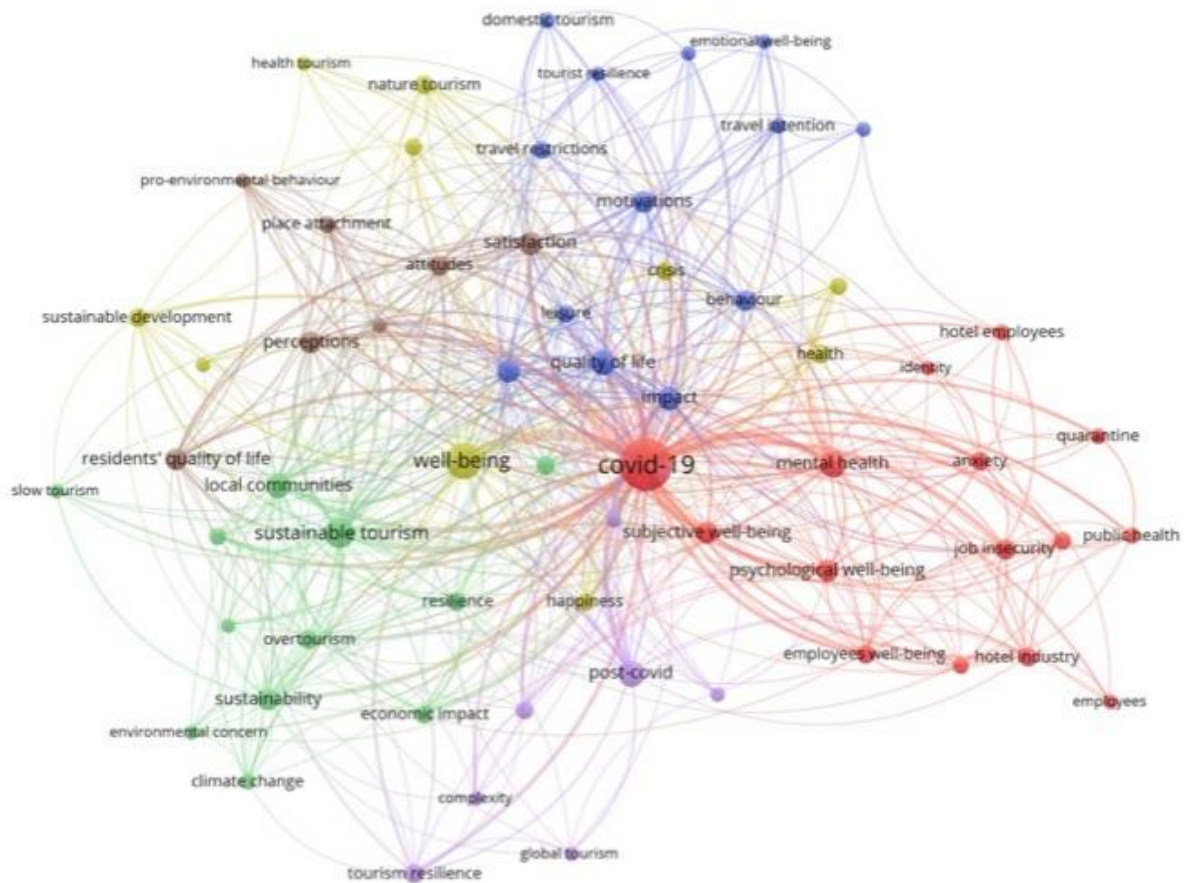 domestic tourism
emotional well-being
health tourism
tourist resilience
nature tourism
travel intention
travel restrictions
pro-environmental behaviour
motivations
place attachment
satisfaction
attitudes
crisis
behaviour
leisure
sustainable development
hotel employees
perceptions
health
quality of life
identity
impact
quarantine
residents' quality of life
well-being
covid-19
mental health
anxiety
local communities
slow tourism
sustainable tourism
subjective well-being
public health
job insecurity
psychological well-being
resilience
happiness
overtourism
employees well-being
hotel industry
post-covid
sustainability
employees
economic impact
environmental concern
climate change
complexity
global tourism
tourism resilience